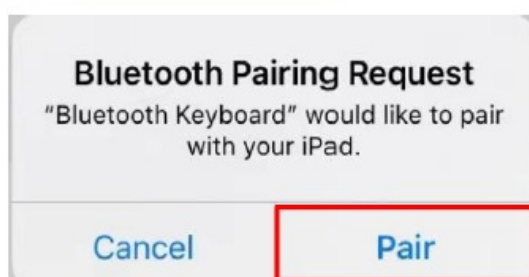 Bluetooth Pairing Request
“Bluetooth Keyboard” would like to pair
with your iPad.
Cancel
Pair